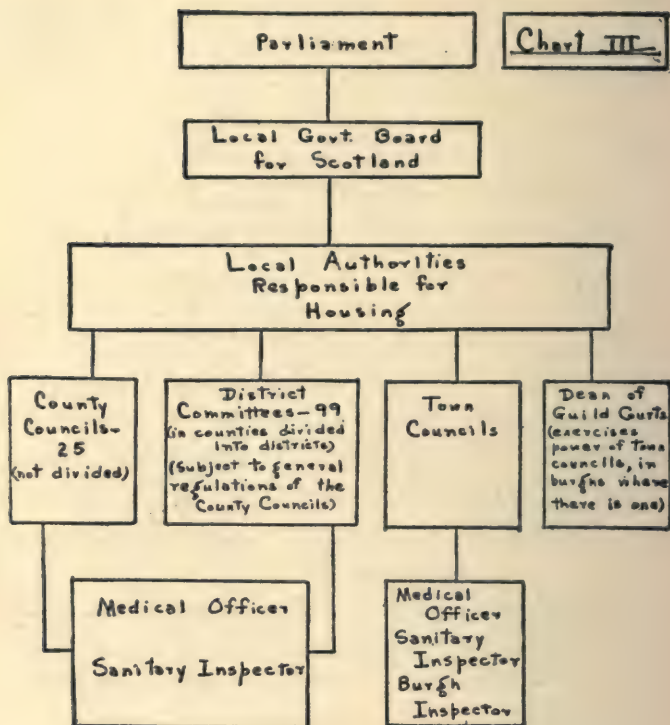 Parliament
Chart III
Local Govt. Board
for Scotland
Local Authorities
Responsible for
Housing
County
Councils-
25
(not divided)
District
Committees-99
(in counties divided
into districts)
(Subject to general
regulations of the
County Councils)
Town
Councils
Dean of
Guild Curts
(exercises
power of town
councils, in
burghs where
there is one)
Medical Officer
Sanitary Inspector
Medical
Officer
Sanitary
Inspector
Burgh
Inspector